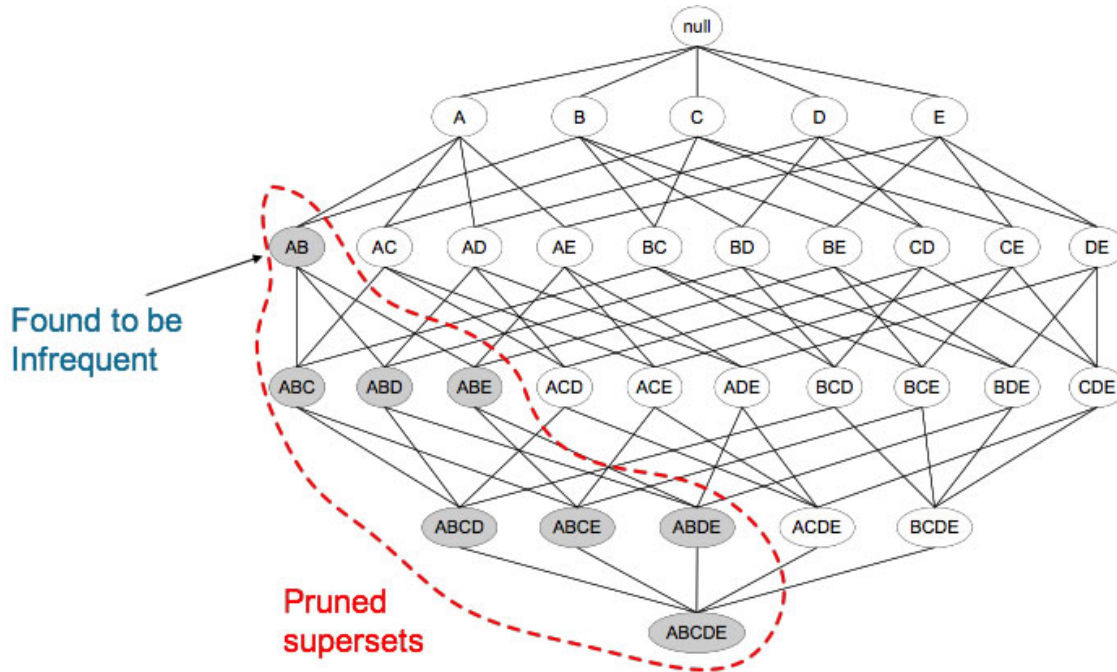 null
A B C D E
AB AC AD AE BC BD BE CD CE DE
Found to be
Infrequent
ABC ABD ABE ACD ACE ADE BCD BCE BDE CDE
ABCD ABCE ABDE ACDE BCDE
Pruned
supersets
ABCDE